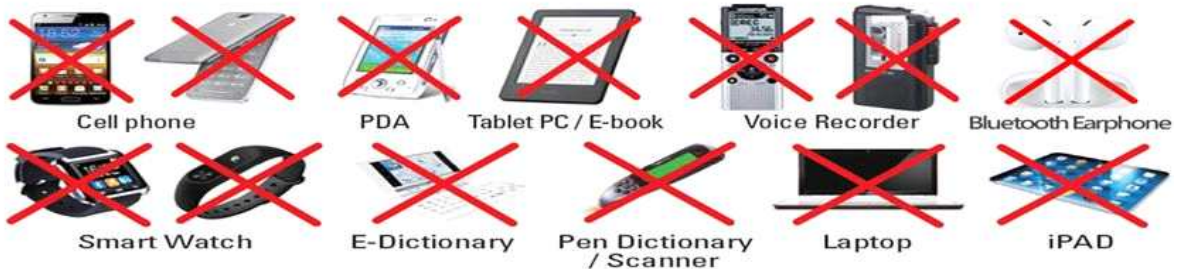 Cell phone PDA Tablet PC / E-book Voice Recorder Bluetooth Earphone
Smart Watch E-Dictionary Pen Dictionary / Scanner Laptop iPAD